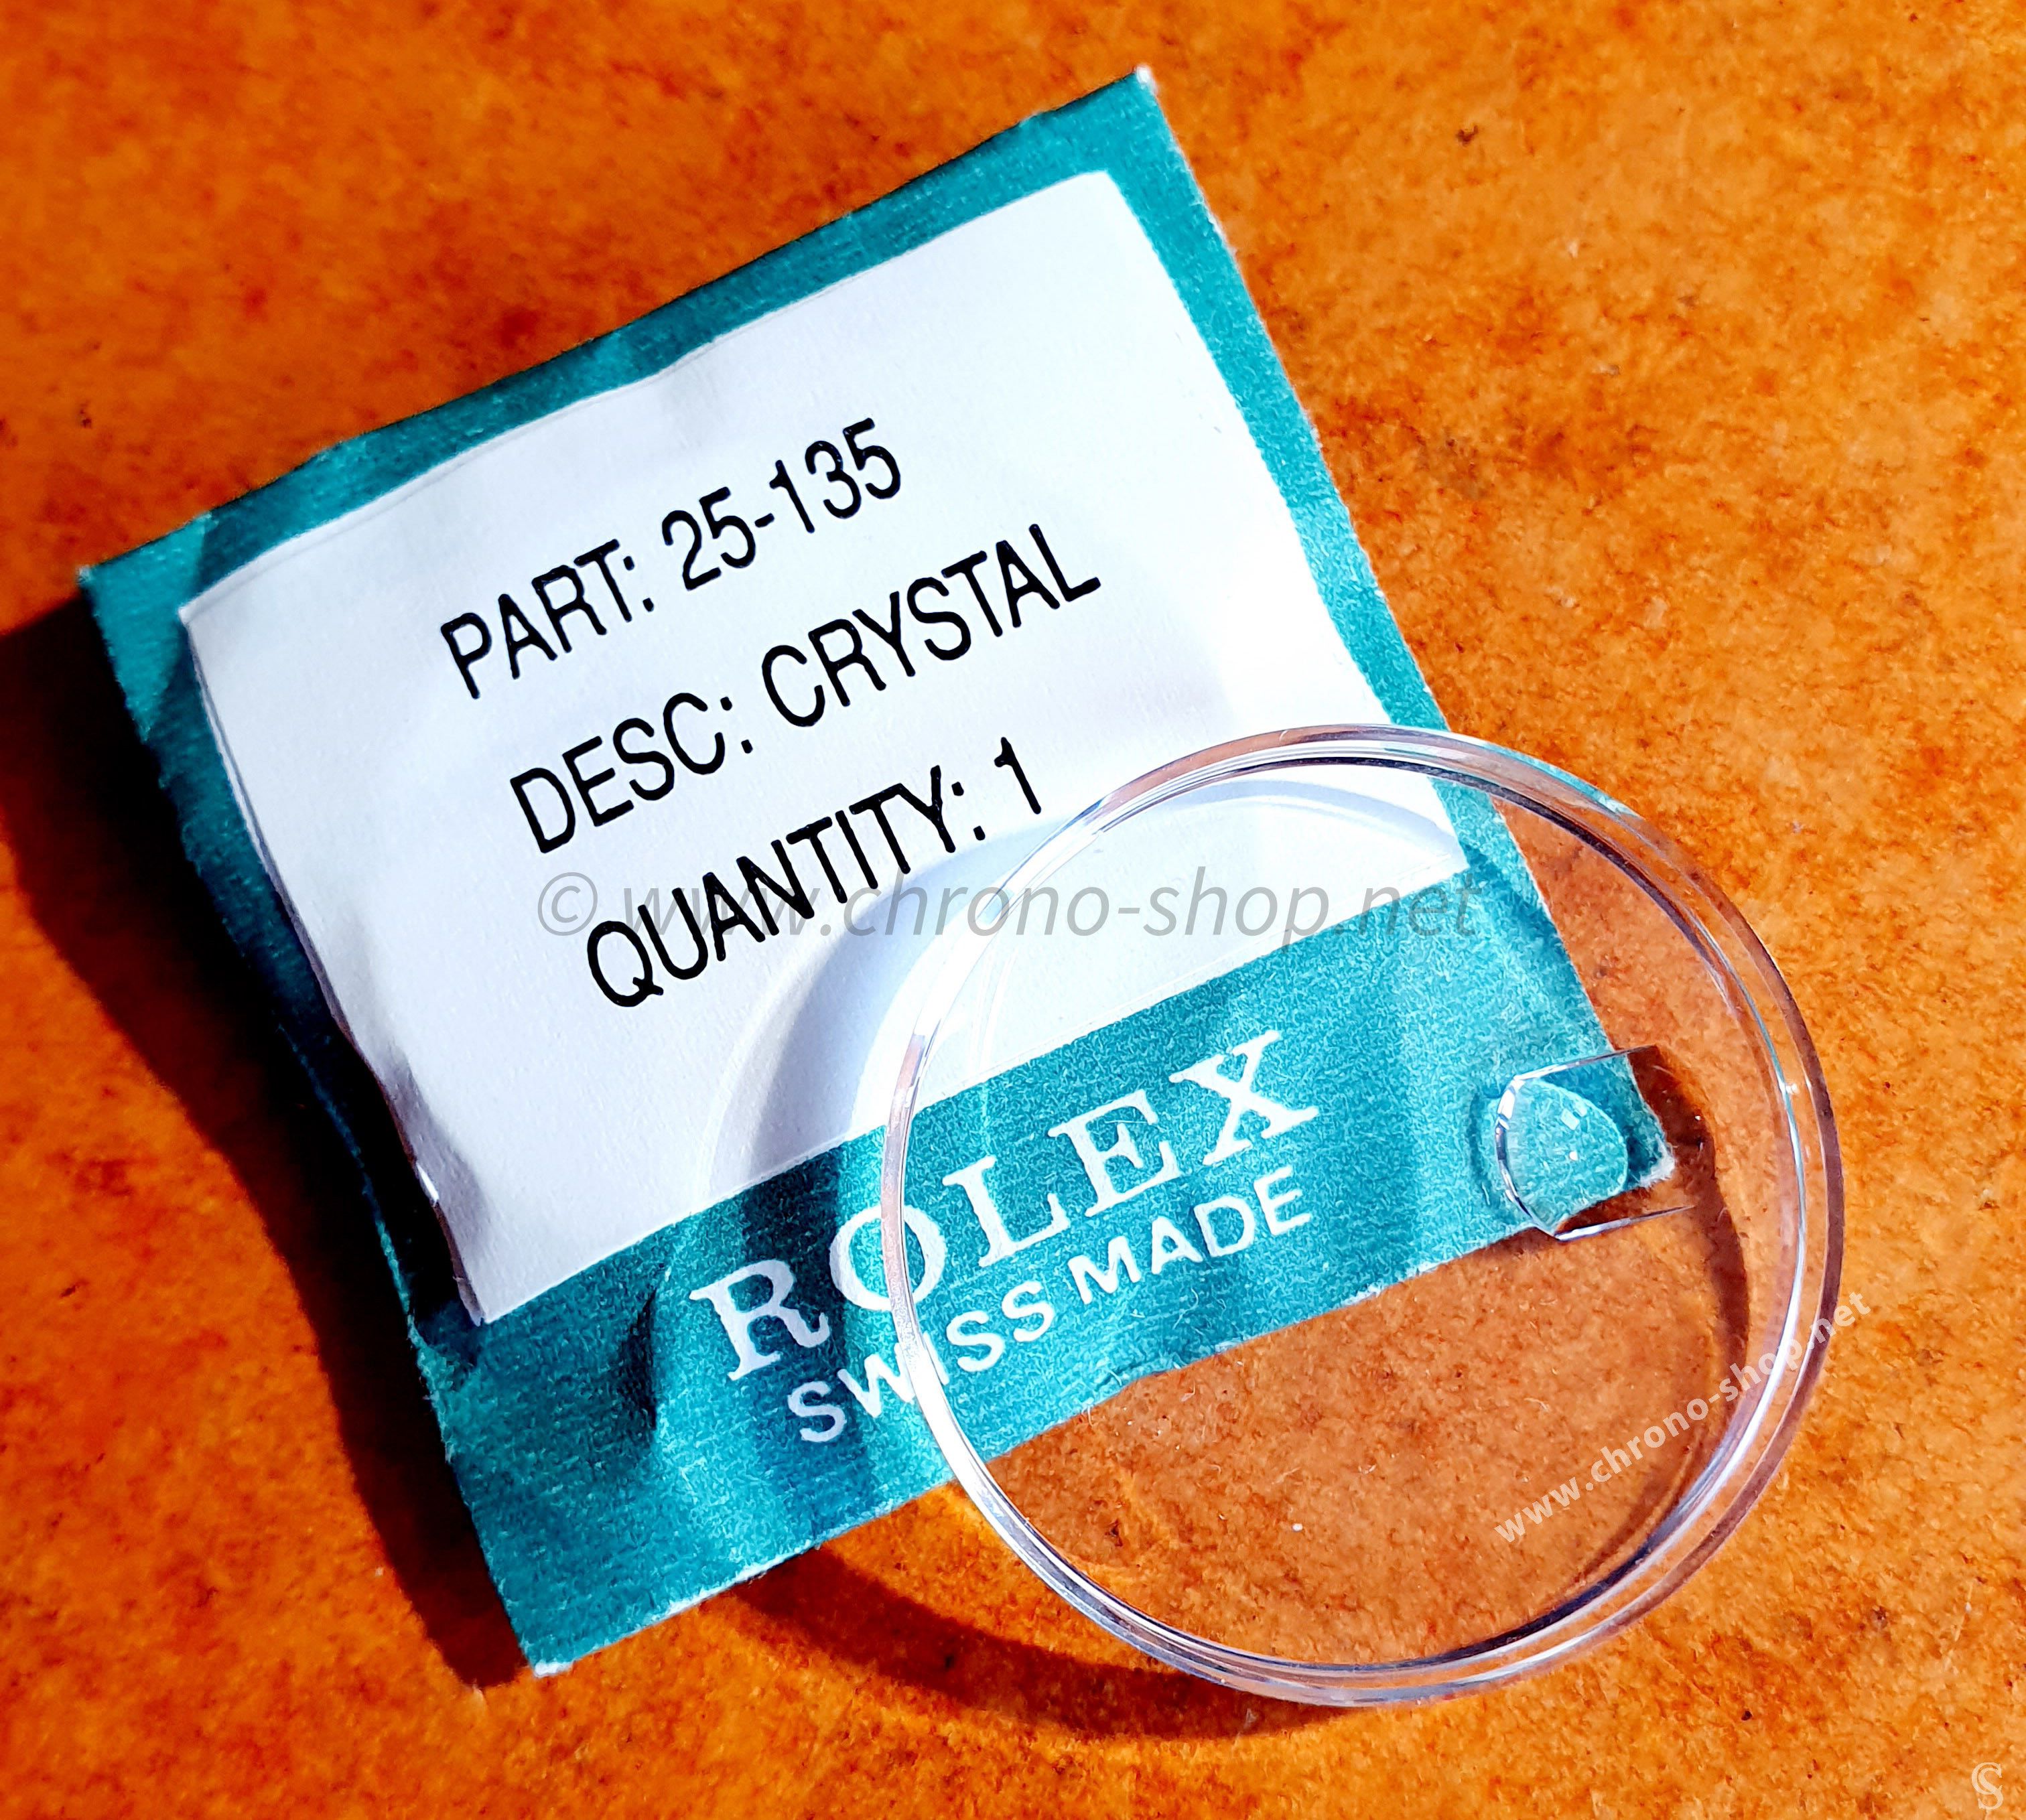 PART: 25-135
DESC: CRYSTAL
QUANTITY: 1
© www.chrono-shop.net
ROLEX
SWISS MADE
www.chrono-shop.net